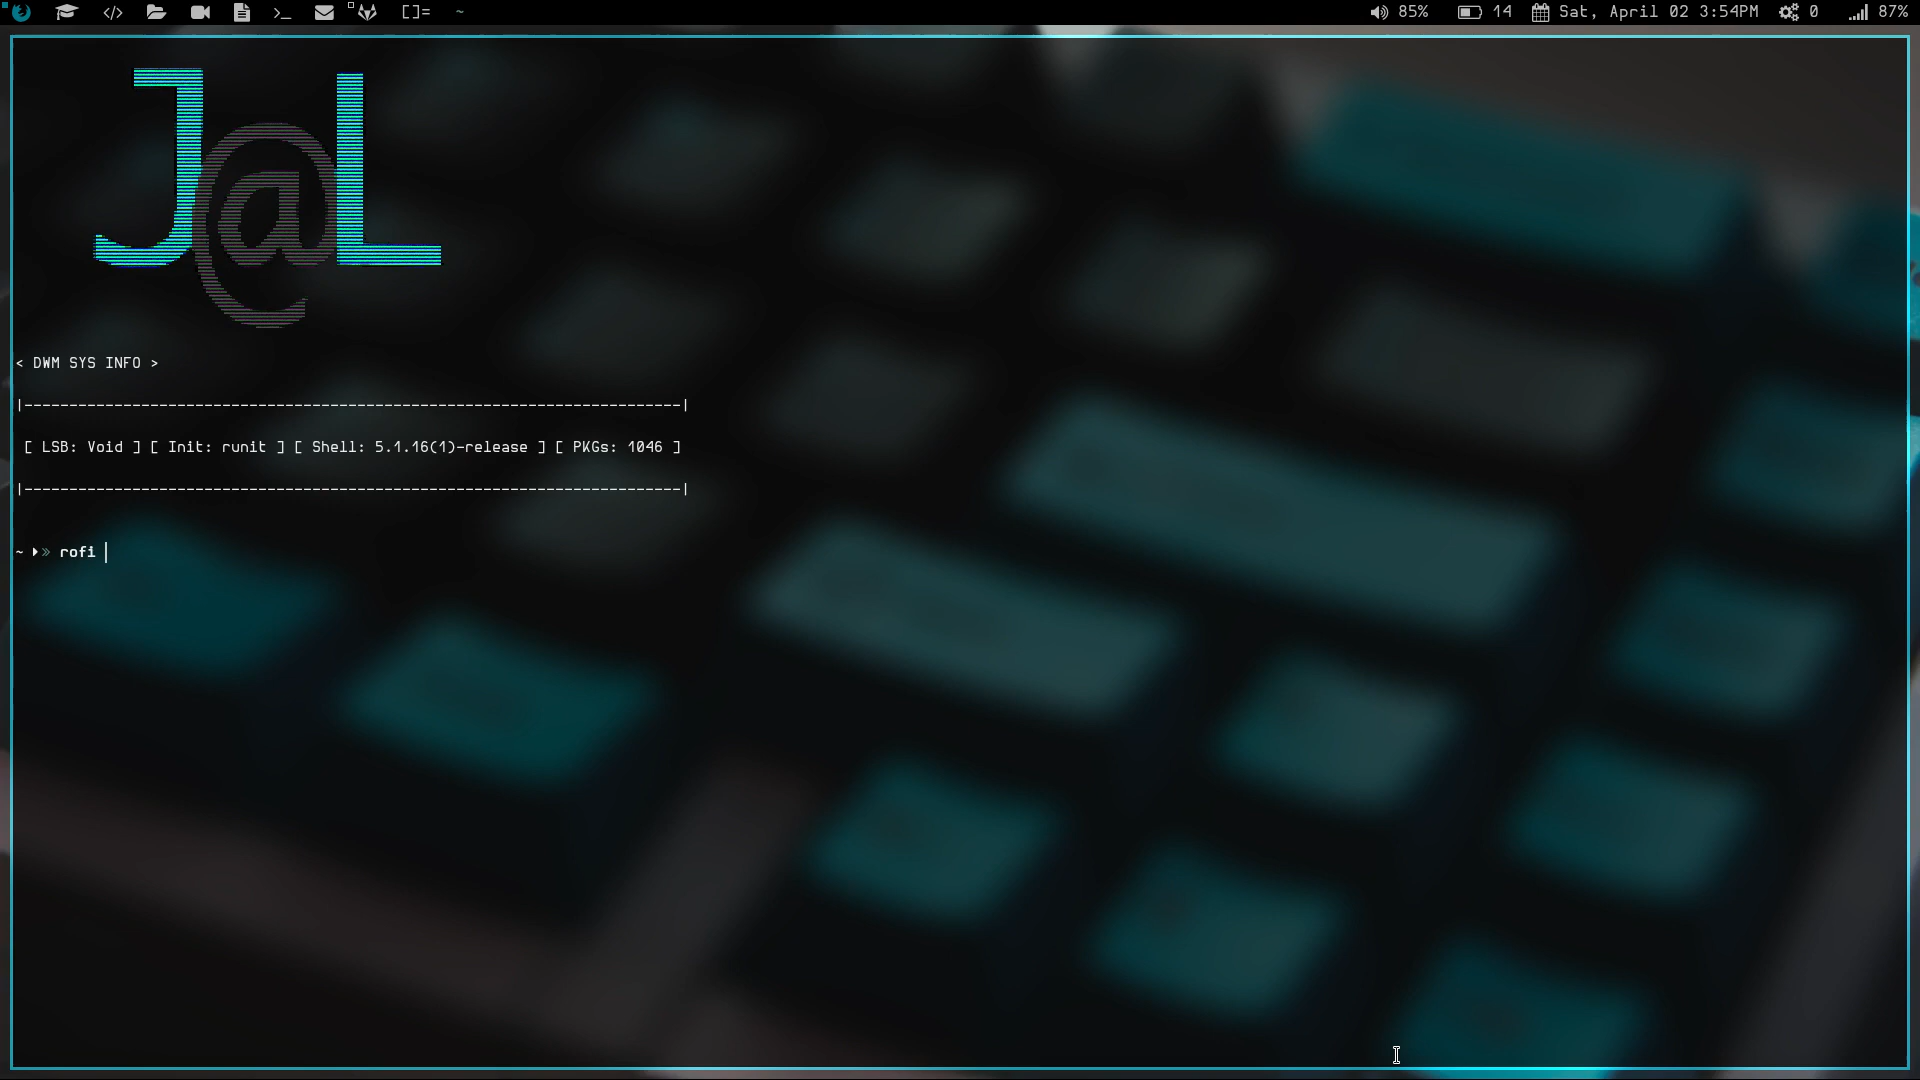 []= ~ 85% 14 Sat, April 02 3:54PM 0 87%
J@L
< DWM SYS INFO >
|-------------------------------------------------------------------------|
[ LSB: Void ] [ Init: runit ] [ Shell: 5.1.16(1)-release ] [ PKGs: 1046 ]
|-------------------------------------------------------------------------|
~ rofi